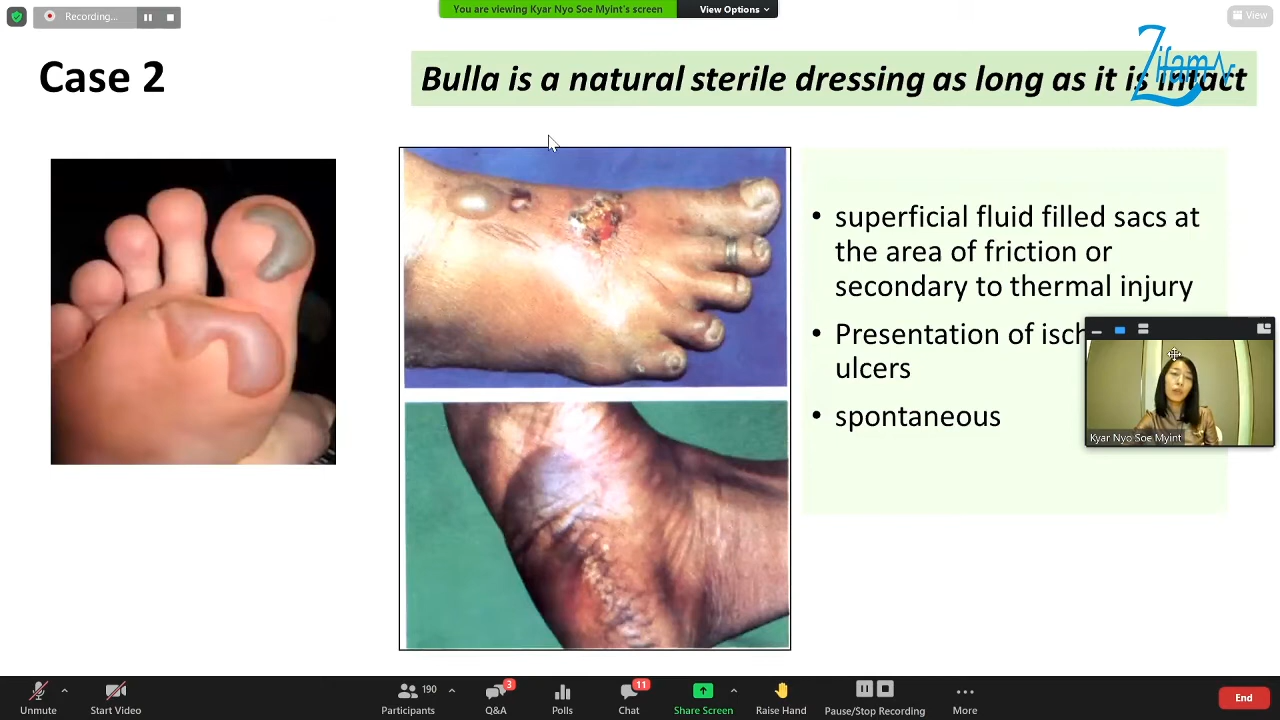 Recording...
You are viewing Kyar Nyo Soe Myint's screen
View Options
View
Case 2
Bulla is a natural sterile dressing as long as it is intact
Zifam
• superficial fluid filled sacs at
the area of friction or
secondary to thermal injury
• Presentation of isch
ulcers
• spontaneous
Kyar Nyo Soe Myint
Unmute
Start Video
190
Participants
3
Q&A
Polls
11
Chat
Share Screen
Raise Hand
Pause/Stop Recording
More
End